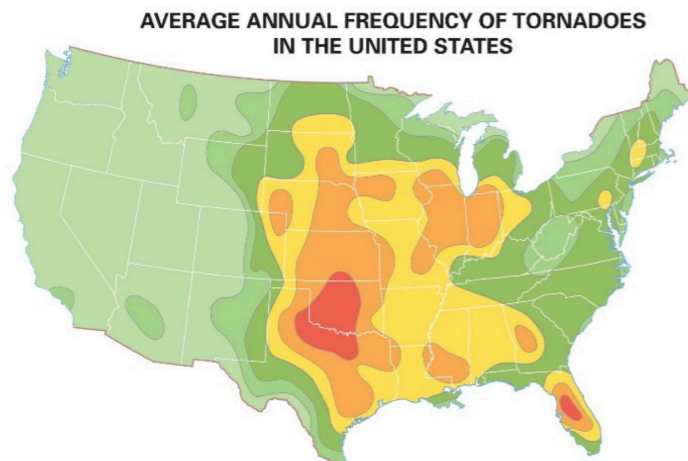 AVERAGE ANNUAL FREQUENCY OF TORNADOES
IN THE UNITED STATES